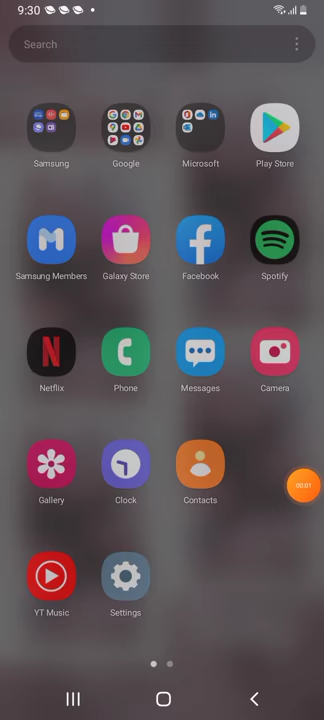 9:30
Search
Samsung
Google
Microsoft
Play Store
Samsung Members
Galaxy Store
Facebook
Spotify
Netflix
Phone
Messages
Camera
Gallery
Clock
Contacts
00:01
YT Music
Settings